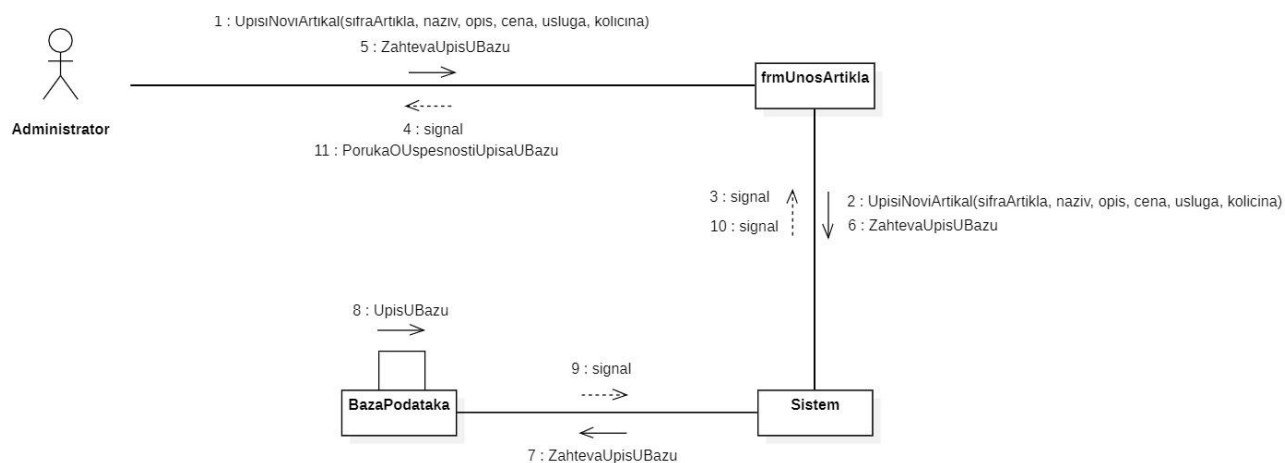 1 : UpisiNoviArtikal(sifraArtikla, naziv, opis, cena, usluga, kolicina)
5 : ZahtevaUpisUBazu
frmUnosArtikla
Administrator
4 : signal
11 : PorukaOUspesnostiUpisaUBazu
3 : signal
2 : UpisiNoviArtikal(sifraArtikla, naziv, opis, cena, usluga, kolicina)
10 : signal
6 : ZahtevaUpisUBazu
8 : UpisUBazu
9 : signal
BazaPodataka
Sistem
7 : ZahtevaUpisUBazu